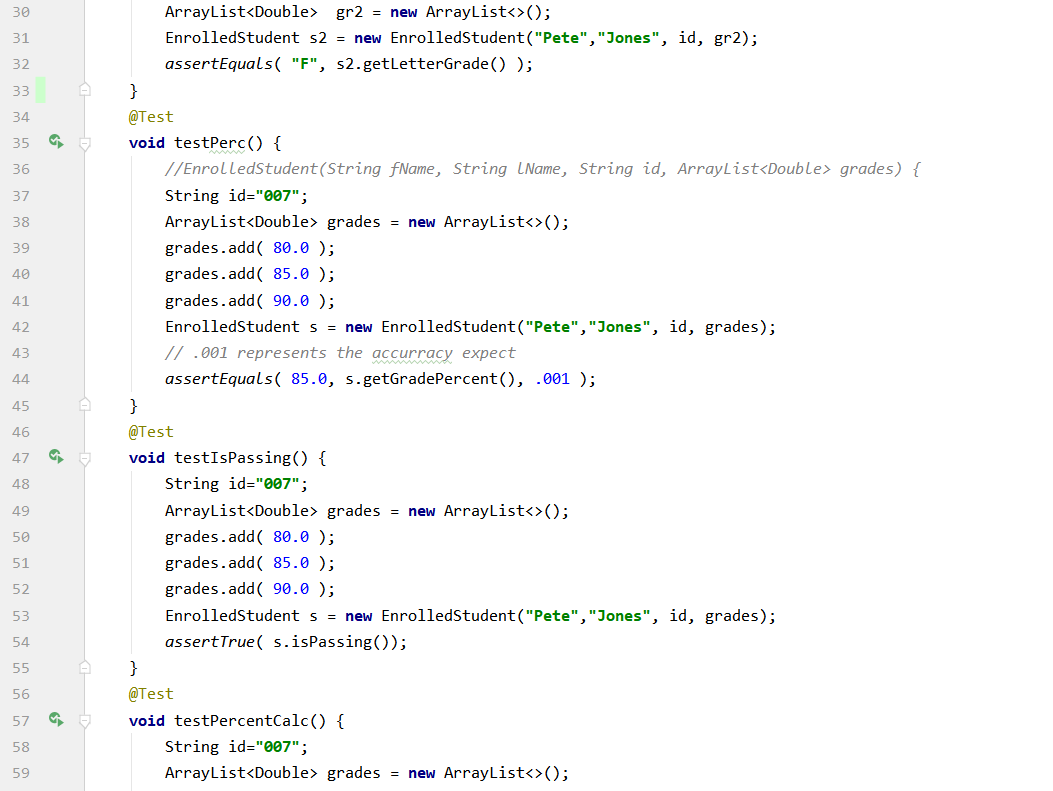 30 ArrayList<Double>  gr2 = new ArrayList<>();
31 EnrolledStudent s2 = new EnrolledStudent("Pete","Jones", id, gr2);
32 assertEquals( "F", s2.getLetterGrade() );
33 }
34 @Test
35 void testPerc() {
36 //EnrolledStudent(String fName, String lName, String id, ArrayList<Double> grades) {
37 String id="007";
38 ArrayList<Double> grades = new ArrayList<>();
39 grades.add( 80.0 );
40 grades.add( 85.0 );
41 grades.add( 90.0 );
42 EnrolledStudent s = new EnrolledStudent("Pete","Jones", id, grades);
43 // .001 represents the accurracy expect
44 assertEquals( 85.0, s.getGradePercent(), .001 );
45 }
46 @Test
47 void testIsPassing() {
48 String id="007";
49 ArrayList<Double> grades = new ArrayList<>();
50 grades.add( 80.0 );
51 grades.add( 85.0 );
52 grades.add( 90.0 );
53 EnrolledStudent s = new EnrolledStudent("Pete","Jones", id, grades);
54 assertTrue( s.isPassing());
55 }
56 @Test
57 void testPercentCalc() {
58 String id="007";
59 ArrayList<Double> grades = new ArrayList<>();